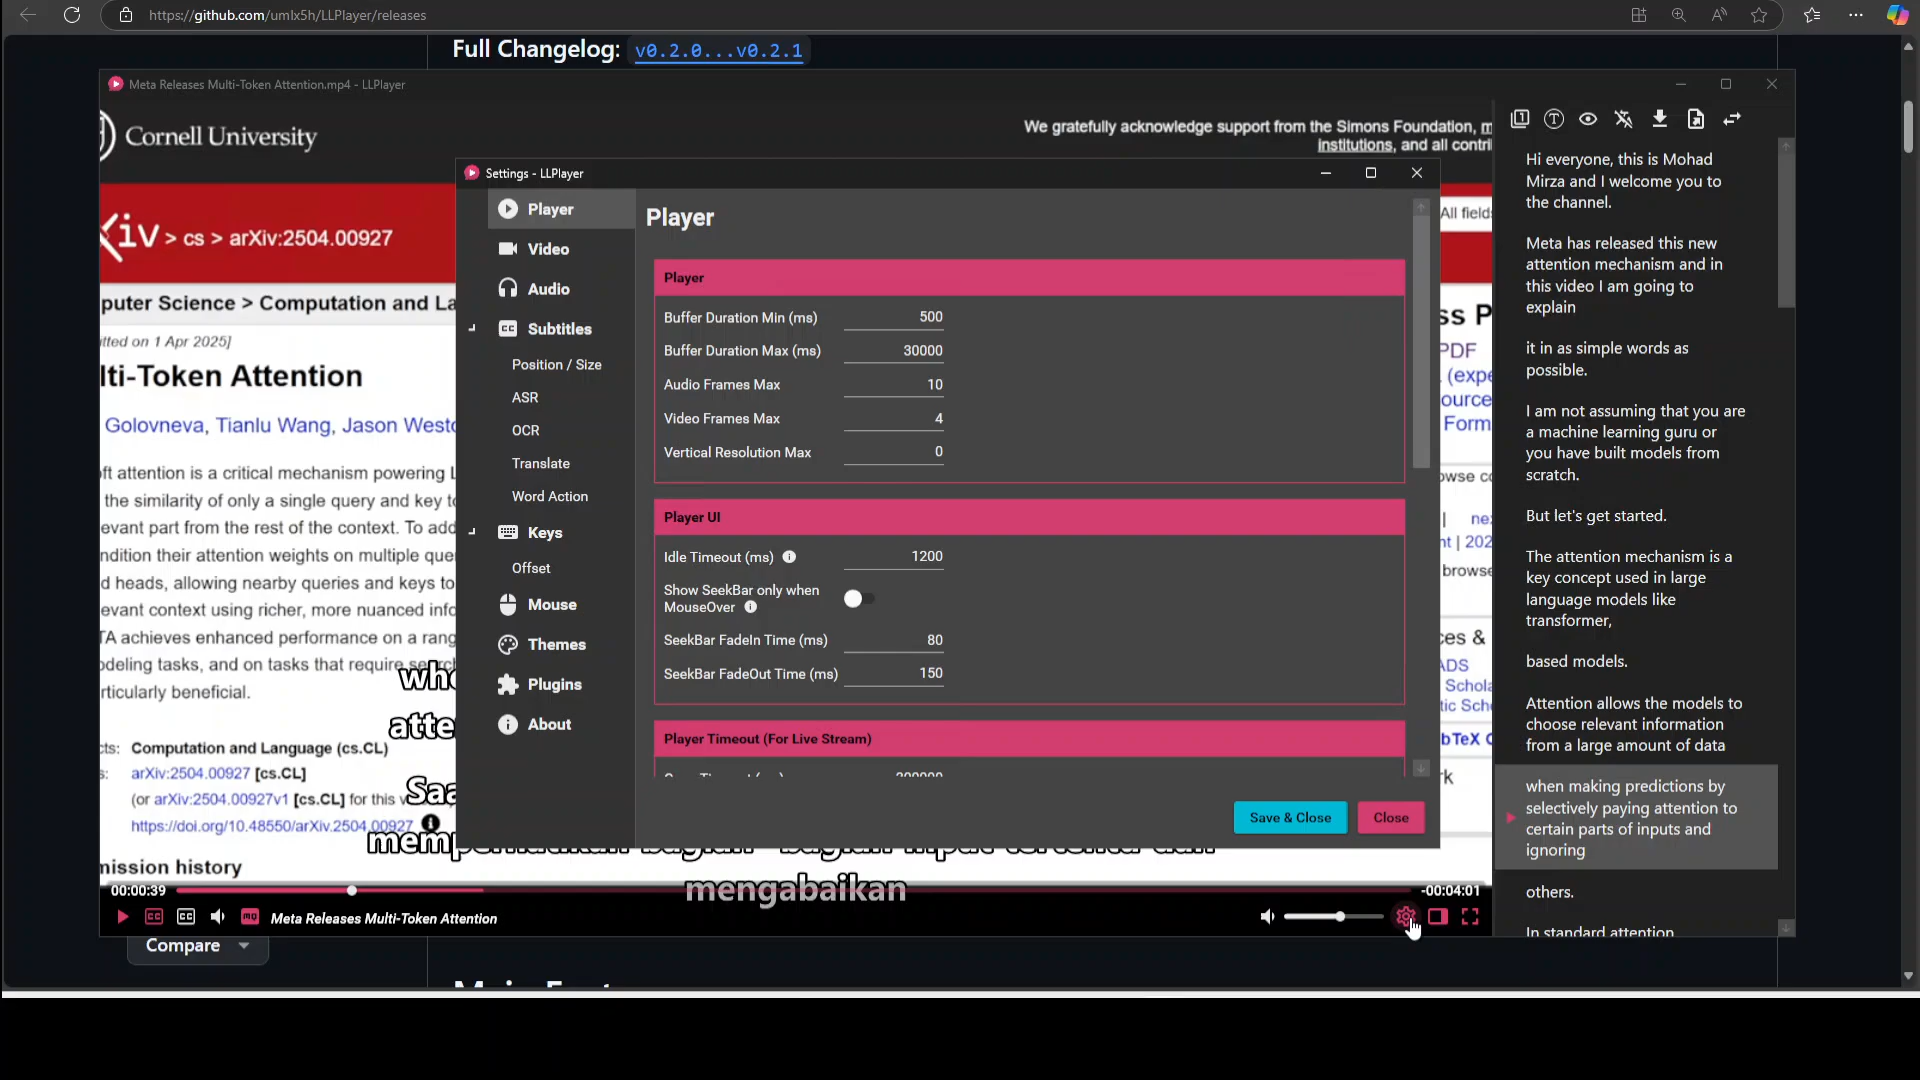 https://github.com/umlx5h/LLPlayer/releases
Full Changelog: v0.2.0...v0.2.1
Meta Releases Multi-Token Attention.mp4 - LLPlayer
Cornell University
We gratefully acknowledge support from the Simons Foundation,
institutions, and all contri
iv > cs > arXiv:2504.00927
All fields
puter Science > Computation and La
itted on 1 Apr 2025]
lti-Token Attention
Golovneva, Tianlu Wang, Jason Westo
ft attention is a critical mechanism powering L
the similarity of only a single query and key to
evant part from the rest of the context. To add
ndition their attention weights on multiple que
d heads, allowing nearby queries and keys to
evant context using richer, more nuanced info
TA achieves enhanced performance on a rang
odeling tasks, and on tasks that require search
rticularly beneficial.
cts: Computation and Language (cs.CL)
s: arXiv:2504.00927 [cs.CL]
(or arXiv:2504.00927v1 [cs.CL] for this v
https://doi.org/10.48550/arXiv.2504.00927
mission history
Settings - LLPlayer
Player
Video
Audio
Subtitles
Position / Size
ASR
OCR
Translate
Word Action
Keys
Offset
Mouse
Themes
Plugins
About
Player
Player
Buffer Duration Min (ms) 500
Buffer Duration Max (ms) 30000
Audio Frames Max 10
Video Frames Max 4
Vertical Resolution Max 0
Player UI
Idle Timeout (ms) 1200
Show SeekBar only when
MouseOver
SeekBar FadeIn Time (ms) 80
SeekBar FadeOut Time (ms) 150
Player Timeout (For Live Stream)
Save & Close
Close
ss P
PDF
(expe
ource
Form
wse co
| ne
nt | 202
browse
ces &
ADS
Schola
tic Sch
bTeX C
rk
whe
atte
Saa
bagian - bagian input tertentu dan
mengabaikan
00:00:39
-00:04:01
Meta Releases Multi-Token Attention
Hi everyone, this is Mohad
Mirza and I welcome you to
the channel.
Meta has released this new
attention mechanism and in
this video I am going to
explain
it in as simple words as
possible.
I am not assuming that you are
a machine learning guru or
you have built models from
scratch.
But let's get started.
The attention mechanism is a
key concept used in large
language models like
transformer,
based models.
Attention allows the models to
choose relevant information
from a large amount of data
when making predictions by
selectively paying attention to
certain parts of inputs and
ignoring
others.
In standard attention
Compare